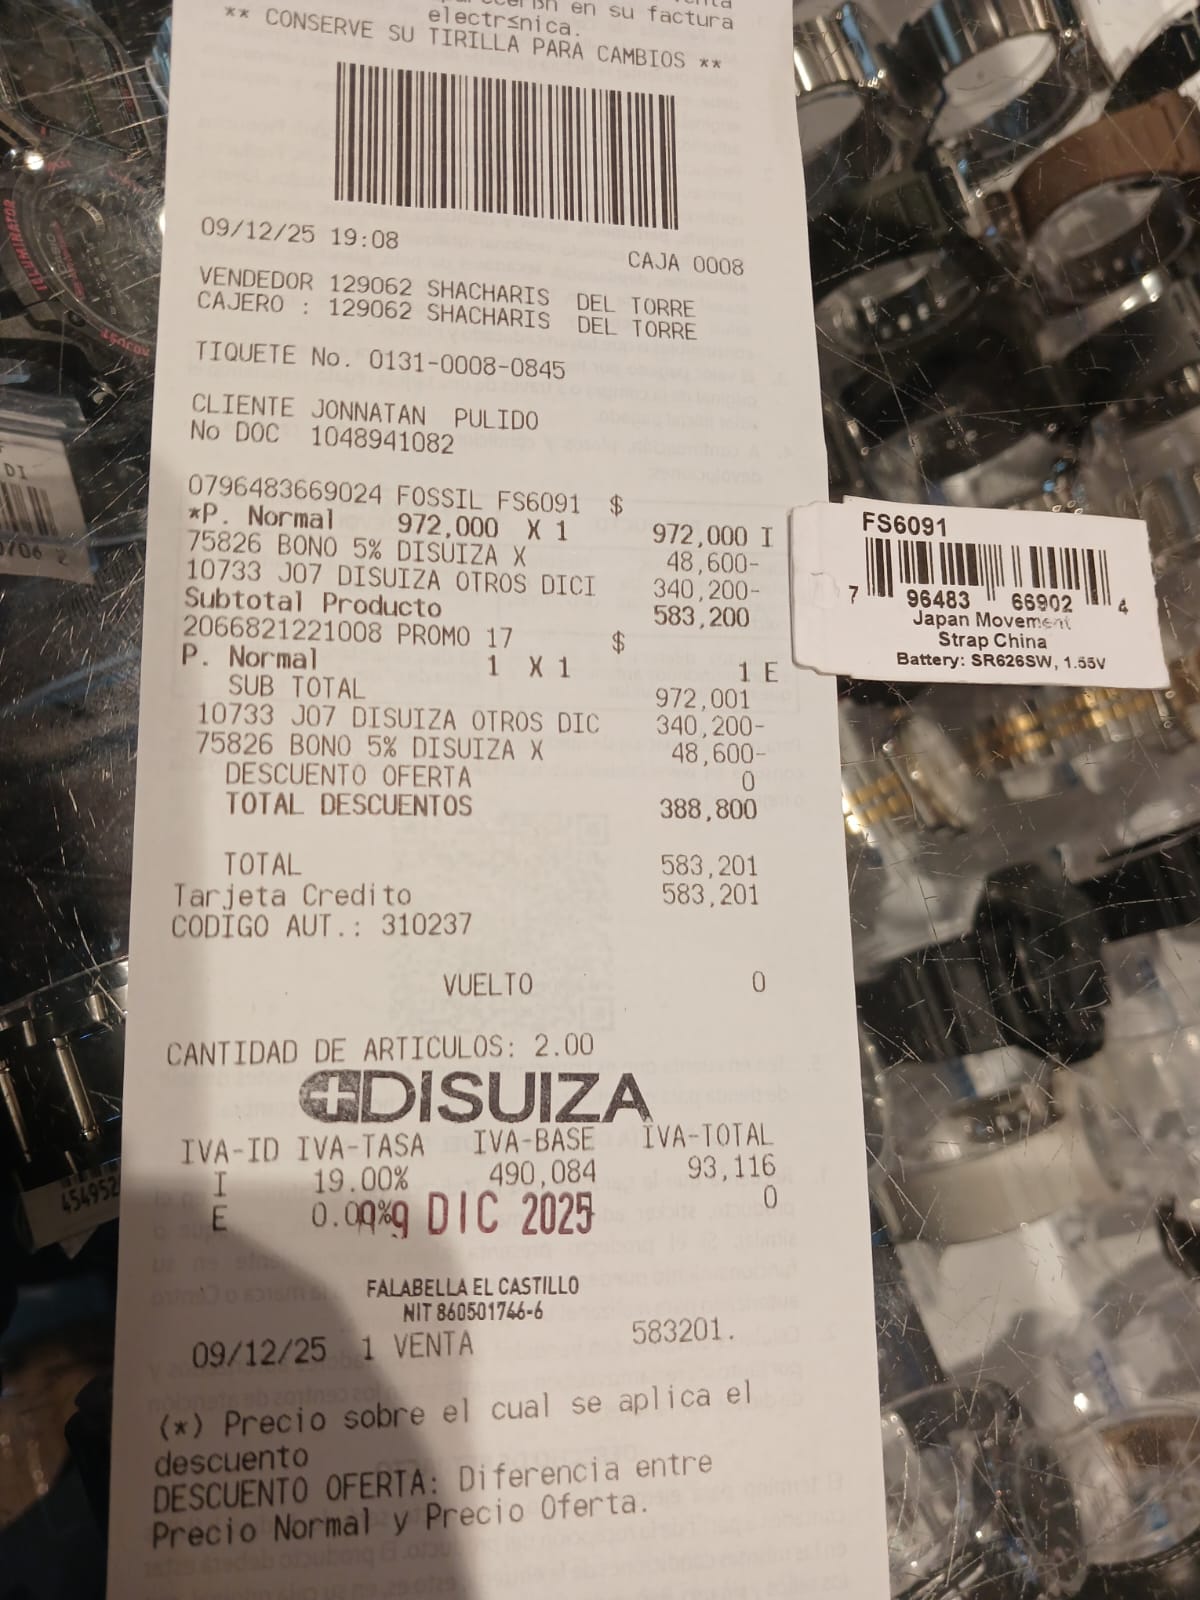 en su factura
electr≤nica.
** CONSERVE SU TIRILLA PARA CAMBIOS **
09/12/25 19:08
CAJA 0008
VENDEDOR 129062 SHACHARIS DEL TORRE
CAJERO : 129062 SHACHARIS DEL TORRE
TIQUETE No. 0131-0008-0845
CLIENTE JONNATAN PULIDO
No DOC 1048941082
0796483669024 FOSSIL FS6091 $
*P. Normal 972,000 X 1 972,000 I
75826 BONO 5% DISUIZA X 48,600-
10733 J07 DISUIZA OTROS DICI 340,200-
Subtotal Producto 583,200
2066821221008 PROMO 17 $
P. Normal 1 X 1 1 E
SUB TOTAL 972,001
10733 J07 DISUIZA OTROS DIC 340,200-
75826 BONO 5% DISUIZA X 48,600-
DESCUENTO OFERTA 0
TOTAL DESCUENTOS 388,800
TOTAL 583,201
Tarjeta Credito 583,201
CODIGO AUT.: 310237
VUELTO 0
CANTIDAD DE ARTICULOS: 2.00
DISUIZA
IVA-ID IVA-TASA IVA-BASE IVA-TOTAL
I 19.00% 490,084 93,116
E 0.00% 0
09 DIC 2025
FALABELLA EL CASTILLO
NIT 860501746-6
09/12/25 1 VENTA 583201.
(*) Precio sobre el cual se aplica el
descuento
DESCUENTO OFERTA: Diferencia entre
Precio Normal y Precio Oferta.
FS6091
7 96483 66902 4
Japan Movement
Strap China
Battery: SR626SW, 1.55V
ILLUMINATOR
DI